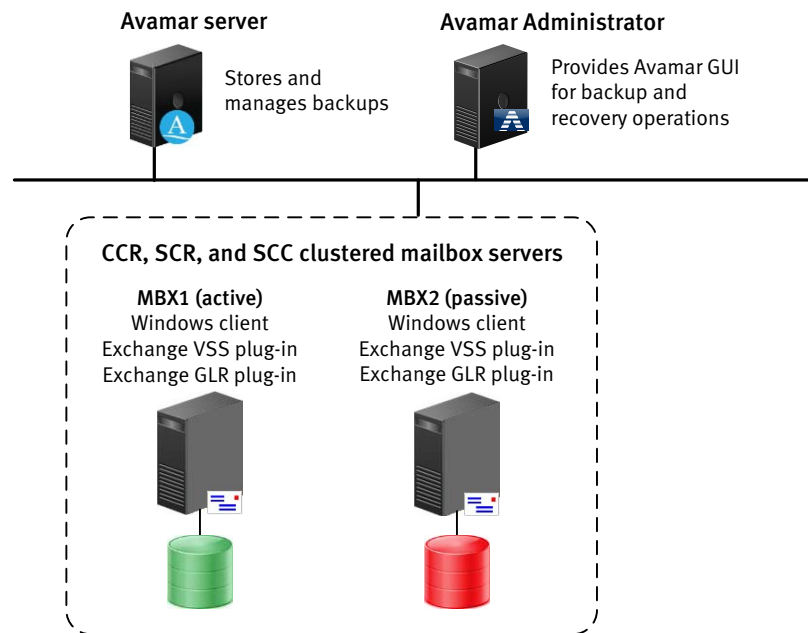 Avamar server
Stores and
manages backups
Avamar Administrator
Provides Avamar GUI
for backup and
recovery operations
A
CCR, SCR, and SCC clustered mailbox servers
MBX1 (active)
Windows client
Exchange VSS plug-in
Exchange GLR plug-in
MBX2 (passive)
Windows client
Exchange VSS plug-in
Exchange GLR plug-in